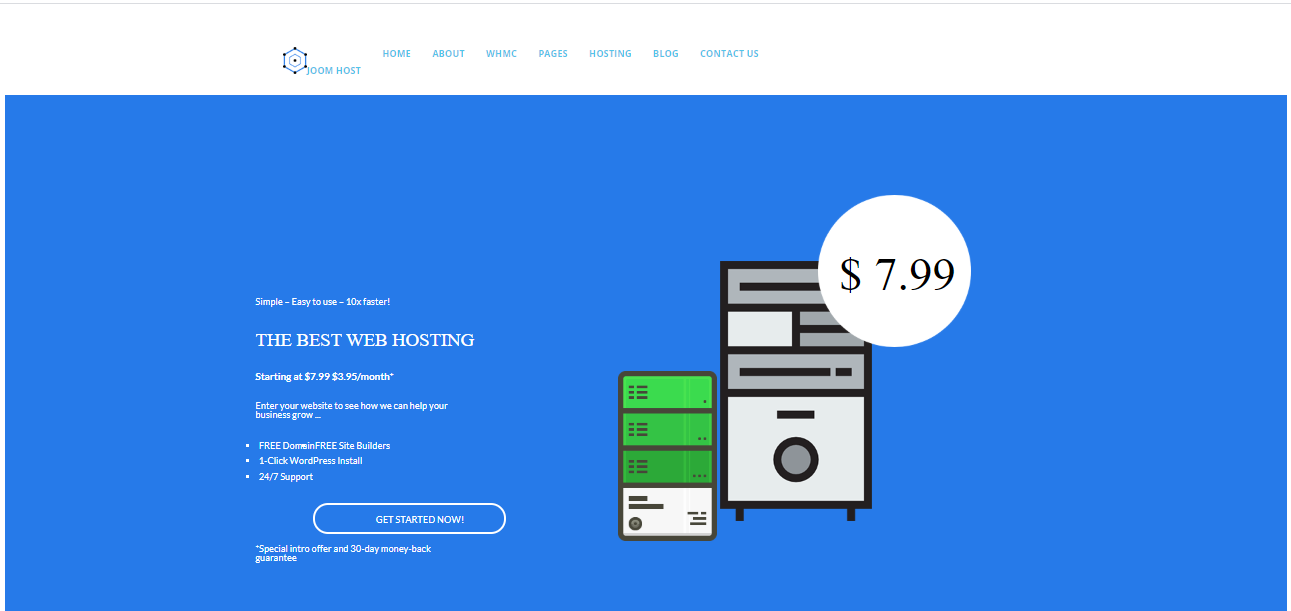 HOME ABOUT WHMC PAGES HOSTING BLOG CONTACT US
JOOM HOST
$ 7.99
Simple – Easy to use – 10x faster!
THE BEST WEB HOSTING
Starting at $7.99 $3.95/month*
Enter your website to see how we can help your
business grow ...
FREE DomainFREE Site Builders
1-Click WordPress Install
24/7 Support
GET STARTED NOW!
*Special intro offer and 30-day money-back
guarantee